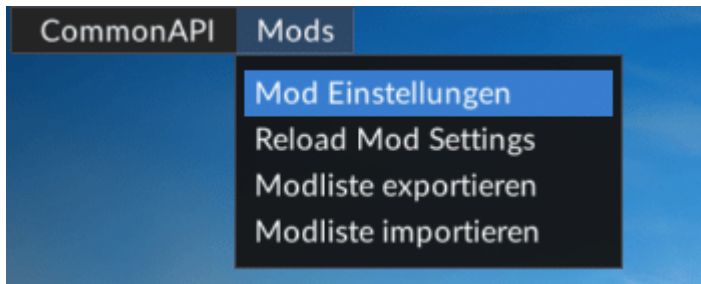 CommonAPI Mods
Mod Einstellungen
Reload Mod Settings
Modliste exportieren
Modliste importieren